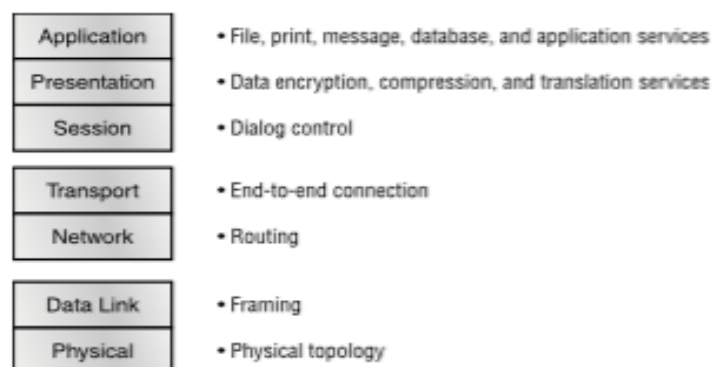 Application • File, print, message, database, and application services
Presentation • Data encryption, compression, and translation services
Session • Dialog control
Transport • End-to-end connection
Network • Routing
Data Link • Framing
Physical • Physical topology